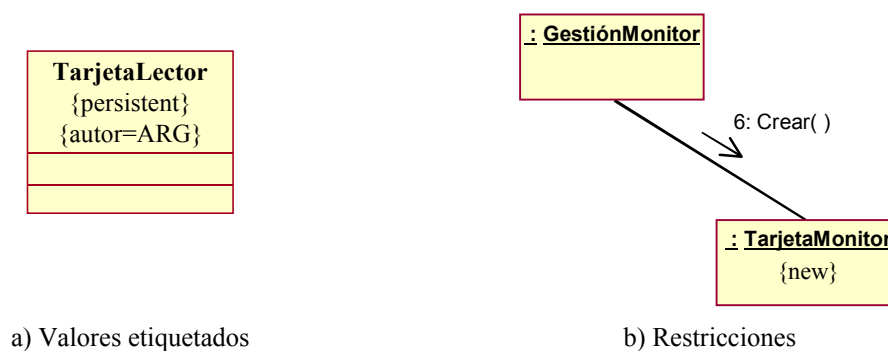 TarjetaLector
{persistent}
{autor=ARG}
: GestiónMonitor
6: Crear( )
: TarjetaMonitor
{new}
a) Valores etiquetados
b) Restricciones